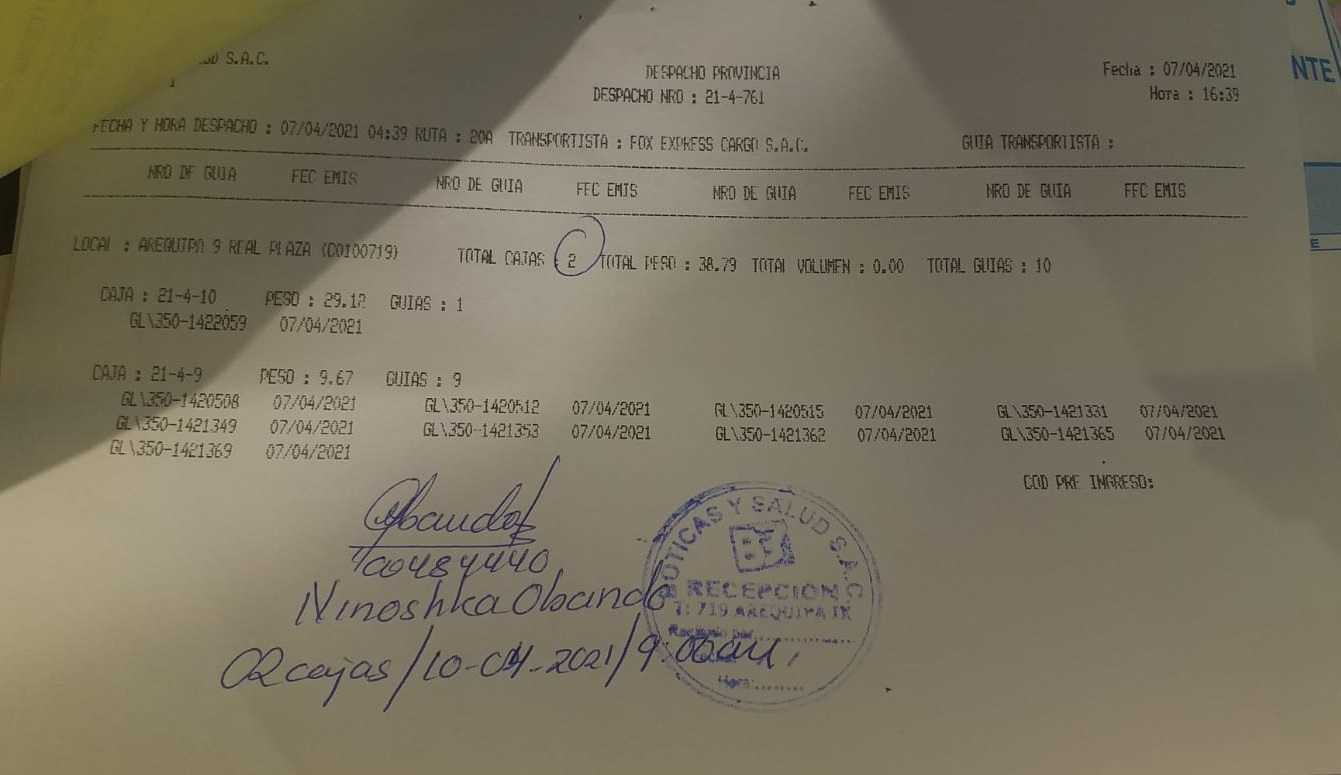 S.A.C.
DESPACHO PROVINCIA
Fecha : 07/04/2021
DESPACHO NRO : 21-4-761
Hora : 16:39
FECHA Y HORA DESPACHO : 07/04/2021 04:39 RUTA : 20A TRANSPORTISTA : FOX EXPRESS CARGO S.A.C. GUIA TRANSPORTISTA :
NRO DE GUIA FEC EMIS NRO DE GUIA FEC EMIS NRO DE GUIA FEC EMIS NRO DE GUIA FEC EMIS
LOCAL : AREQUIPA 9 REAL PLAZA (C0100719) TOTAL CAJAS : 2 TOTAL PESO : 38.79 TOTAL VOLUMEN : 0.00 TOTAL GUIAS : 10
CAJA : 21-4-10 PESO : 29.12 GUIAS : 1
GL\350-1422059 07/04/2021
CAJA : 21-4-9 PESO : 9.67 GUIAS : 9
GL\350-1420508 07/04/2021 GL\350-1420512 07/04/2021 GL\350-1420515 07/04/2021 GL\350-1421331 07/04/2021
GL\350-1421349 07/04/2021 GL\350-1421353 07/04/2021 GL\350-1421362 07/04/2021 GL\350-1421365 07/04/2021
GL\350-1421369 07/04/2021
COD PRE INGRESO:
Obando
40484440
Ninoshka Obando
02 cajas / 10-04-2021 / 9:00am.
BOTICAS Y SALUD S.A.C
RECEPCION
T: 719 AREQUIPA IX
Recibido por:..............
Hora:........
NTE
E